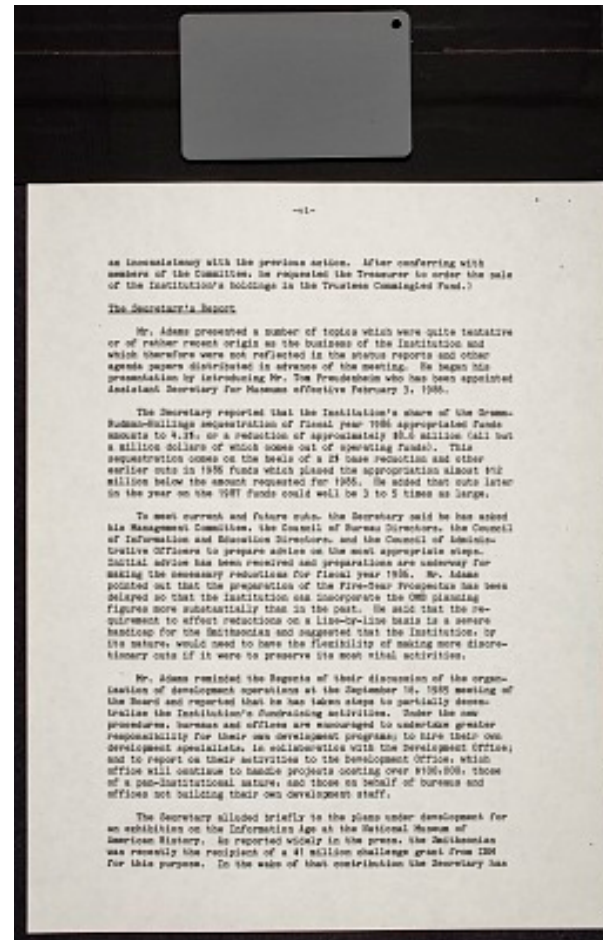 as inconsistency with the previous action. After conferring with
members of the Committee, he requested the Treasurer to order the sale
of the Institution's holdings in the Trustees Commingled Fund.)
The Secretary's Report
Mr. Adams presented a number of topics which were quite tentative
or of rather recent origin as the business of the Institution and
which therefore were not reflected in the status reports and other
agenda papers distributed in advance of the meeting. He began his
presentation by introducing Mr. Tom Freudenheim who has been appointed
Assistant Secretary for Museums effective February 3, 1986.
The Secretary reported that the Institution's share of the Gramm-
Rudman-Hollings sequestration of fiscal year 1986 appropriated funds
amounts to 4.3%, or a reduction of approximately million (all but
a million dollars of which comes out of operating funds). This
sequestration comes on the heels of a 2% base reduction and other
earlier cuts in 1986 funds which placed the appropriation almost $12
million below the amount requested for 1986. He added that cuts later
in the year on the 1987 funds could well be 3 to 5 times as large.
To meet current and future cuts, the Secretary said he has asked
his Management Committee, the Council of Bureau Directors, the Council
of Information and Education Directors, and the Council of Adminis-
trative Officers to prepare advice on the most appropriate steps.
Initial advice has been received and preparations are underway for
making the necessary reductions for fiscal year 1986. Mr. Adams
pointed out that the preparation of the Five-Year Prospectus has been
delayed so that the Institution can incorporate the OMB planning
figures more substantially than in the past. He said that the re-
quirement to effect reductions on a line-by-line basis is a severe
handicap for the Smithsonian and suggested that the Institution, by
its nature, would need to have the flexibility of making more discre-
tionary cuts if it were to preserve its most vital activities.
Mr. Adams reminded the Regents of their discussion of the organ-
ization of development operations at the September 16, 1985 meeting of
the Board and reported that he has taken steps to partially decen-
tralize the Institution's fundraising activities. Under the new
procedures, bureaus and offices are encouraged to undertake greater
responsibility for their own development programs; to hire their own
development specialists, in collaboration with the Development Office;
and to report on their activities to the Development Office, which
office will continue to handle projects costing over $100,000, those
of a pan-Institutional nature, and those on behalf of bureaus and
offices not building their own development staff.
The Secretary alluded briefly to the plans under development for
an exhibition on the Information Age at the National Museum of
American History. As reported widely in the press, the Smithsonian
was recently the recipient of a $1 million challenge grant from IBM
for this purpose. In the wake of that contribution the Secretary has